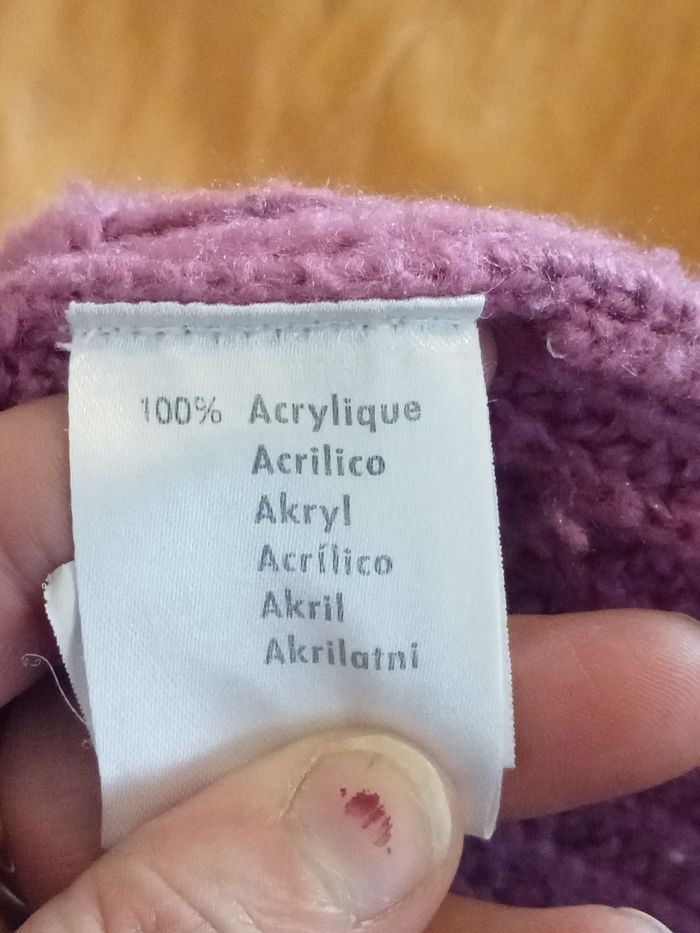 100% Acrylique
Acrilico
Akryl
Acrílico
Akril
Akrilatni